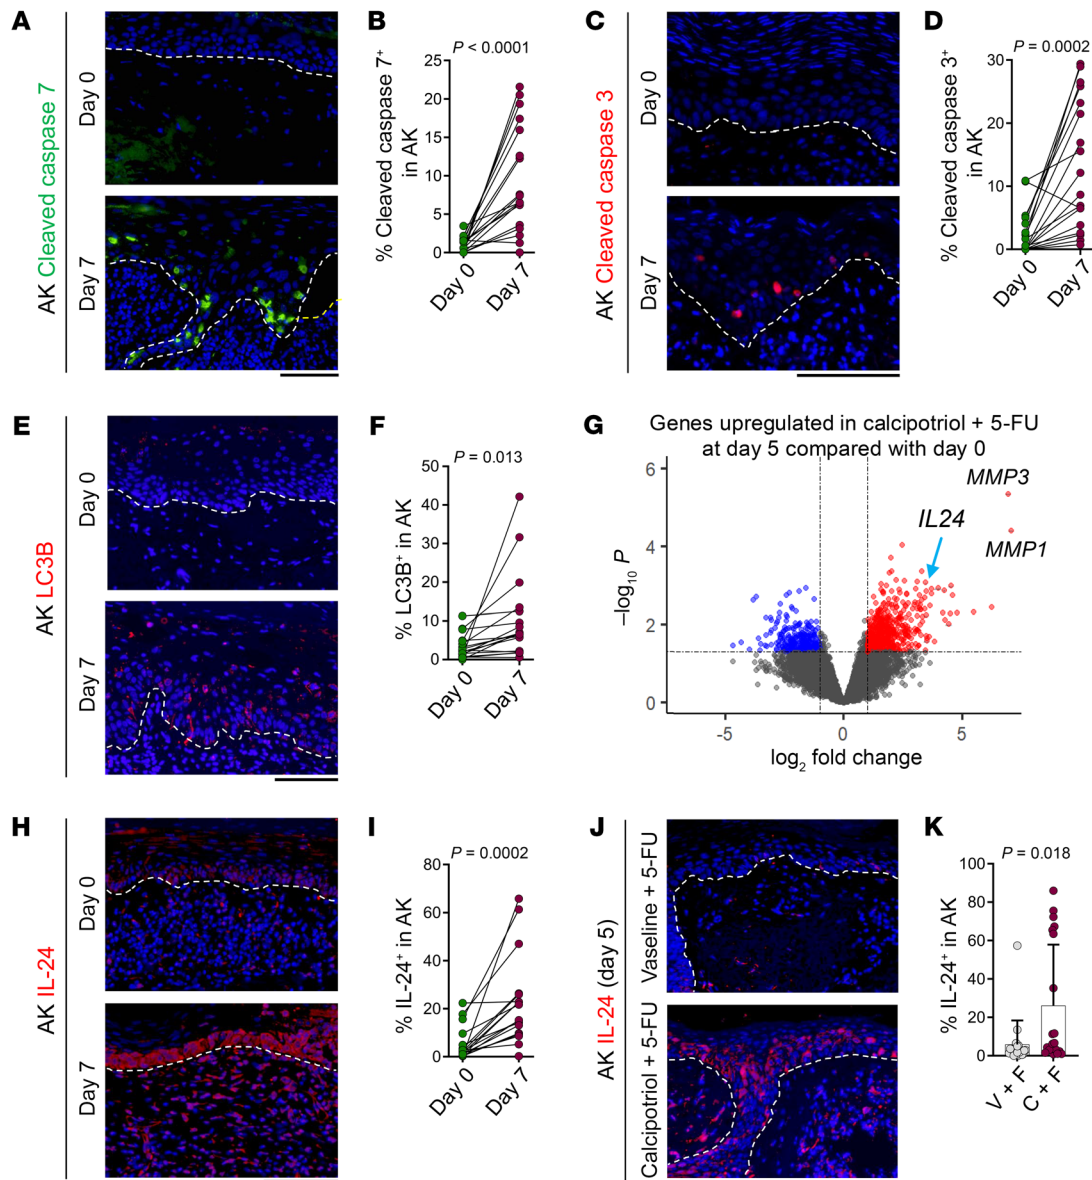 A
AK Cleaved caspase 7
Day 0
Day 7
B
P < 0.0001
% Cleaved caspase 7⁺
in AK
25
20
15
10
5
0
Day 0
Day 7
C
AK Cleaved caspase 3
Day 0
Day 7
D
P = 0.0002
% Cleaved caspase 3⁺
in AK
30
20
10
0
Day 0
Day 7
E
AK LC3B
Day 0
Day 7
F
P = 0.013
% LC3B⁺ in AK
50
40
30
20
10
0
Day 0
Day 7
G
Genes upregulated in calcipotriol + 5-FU
at day 5 compared with day 0
MMP3
IL24
MMP1
–log₁₀ P
6
4
2
0
-5
0
5
log₂ fold change
H
AK IL-24
Day 0
Day 7
I
P = 0.0002
% IL-24⁺ in AK
80
60
40
20
0
Day 0
Day 7
J
AK IL-24 (day 5)
Vaseline + 5-FU
Calcipotriol + 5-FU
K
P = 0.018
% IL-24⁺ in AK
100
80
60
40
20
0
V + F
C + F